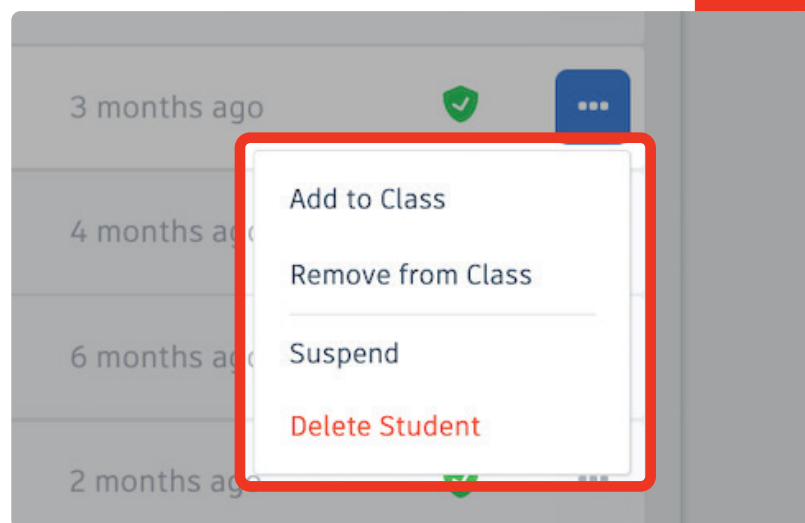 3 months ago
Add to Class
4 months ago
Remove from Class
Suspend
6 months ago
Delete Student
2 months ago